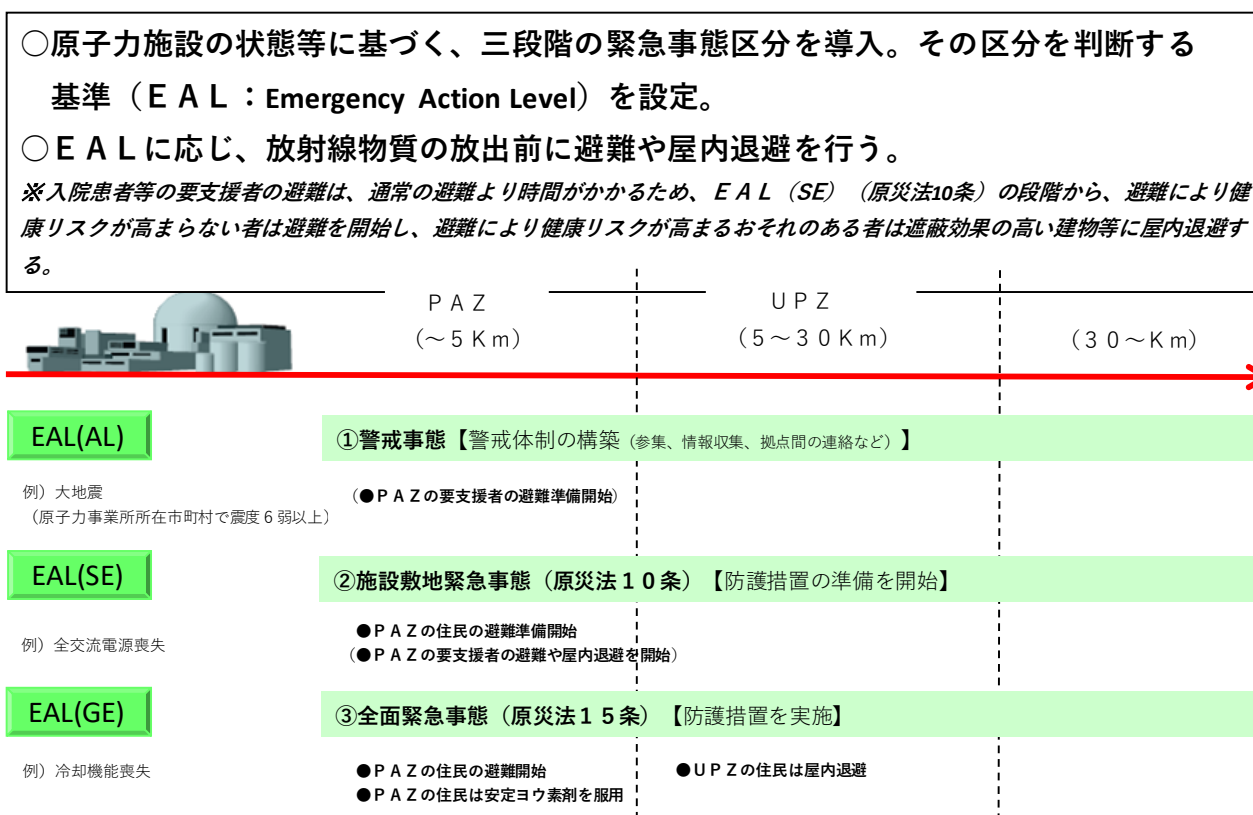 ○原子力施設の状態等に基づく、三段階の緊急事態区分を導入。その区分を判断する
基準（ＥＡＬ：Emergency Action Level）を設定。
○ＥＡＬに応じ、放射線物質の放出前に避難や屋内退避を行う。
※入院患者等の要支援者の避難は、通常の避難より時間がかかるため、ＥＡＬ（SE）（原災法10条）の段階から、避難により健
康リスクが高まらない者は避難を開始し、避難により健康リスクが高まるおそれのある者は遮蔽効果の高い建物等に屋内退避す
る。
ＰＡＺ
（～５Ｋｍ）
ＵＰＺ
（５～３０Ｋｍ）
（３０～Ｋｍ）
EAL(AL)
①警戒事態【警戒体制の構築（参集、情報収集、拠点間の連絡など）】
例）大地震
（原子力事業所所在市町村で震度６弱以上）
（●ＰＡＺの要支援者の避難準備開始）
EAL(SE)
②施設敷地緊急事態（原災法１０条）【防護措置の準備を開始】
例）全交流電源喪失
●ＰＡＺの住民の避難準備開始
（●ＰＡＺの要支援者の避難や屋内退避を開始）
EAL(GE)
③全面緊急事態（原災法１５条）【防護措置を実施】
例）冷却機能喪失
●ＰＡＺの住民の避難開始
●ＰＡＺの住民は安定ヨウ素剤を服用
●ＵＰＺの住民は屋内退避